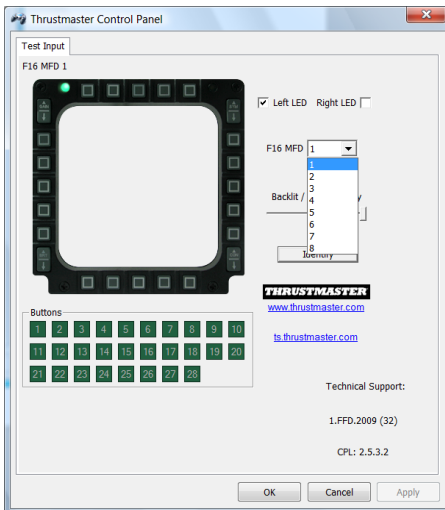 Thrustmaster Control Panel
Test Input
F16 MFD 1
Left LED Right LED
F16 MFD 1
1
2
3
4
5
6
7
8
Backlit /
Identify
THRUSTMASTER
www.thrustmaster.com
ts.thrustmaster.com
Buttons
1 2 3 4 5 6 7 8 9 10
11 12 13 14 15 16 17 18 19 20
21 22 23 24 25 26 27 28
Technical Support:
1.FFD.2009 (32)
CPL: 2.5.3.2
OK Cancel Apply